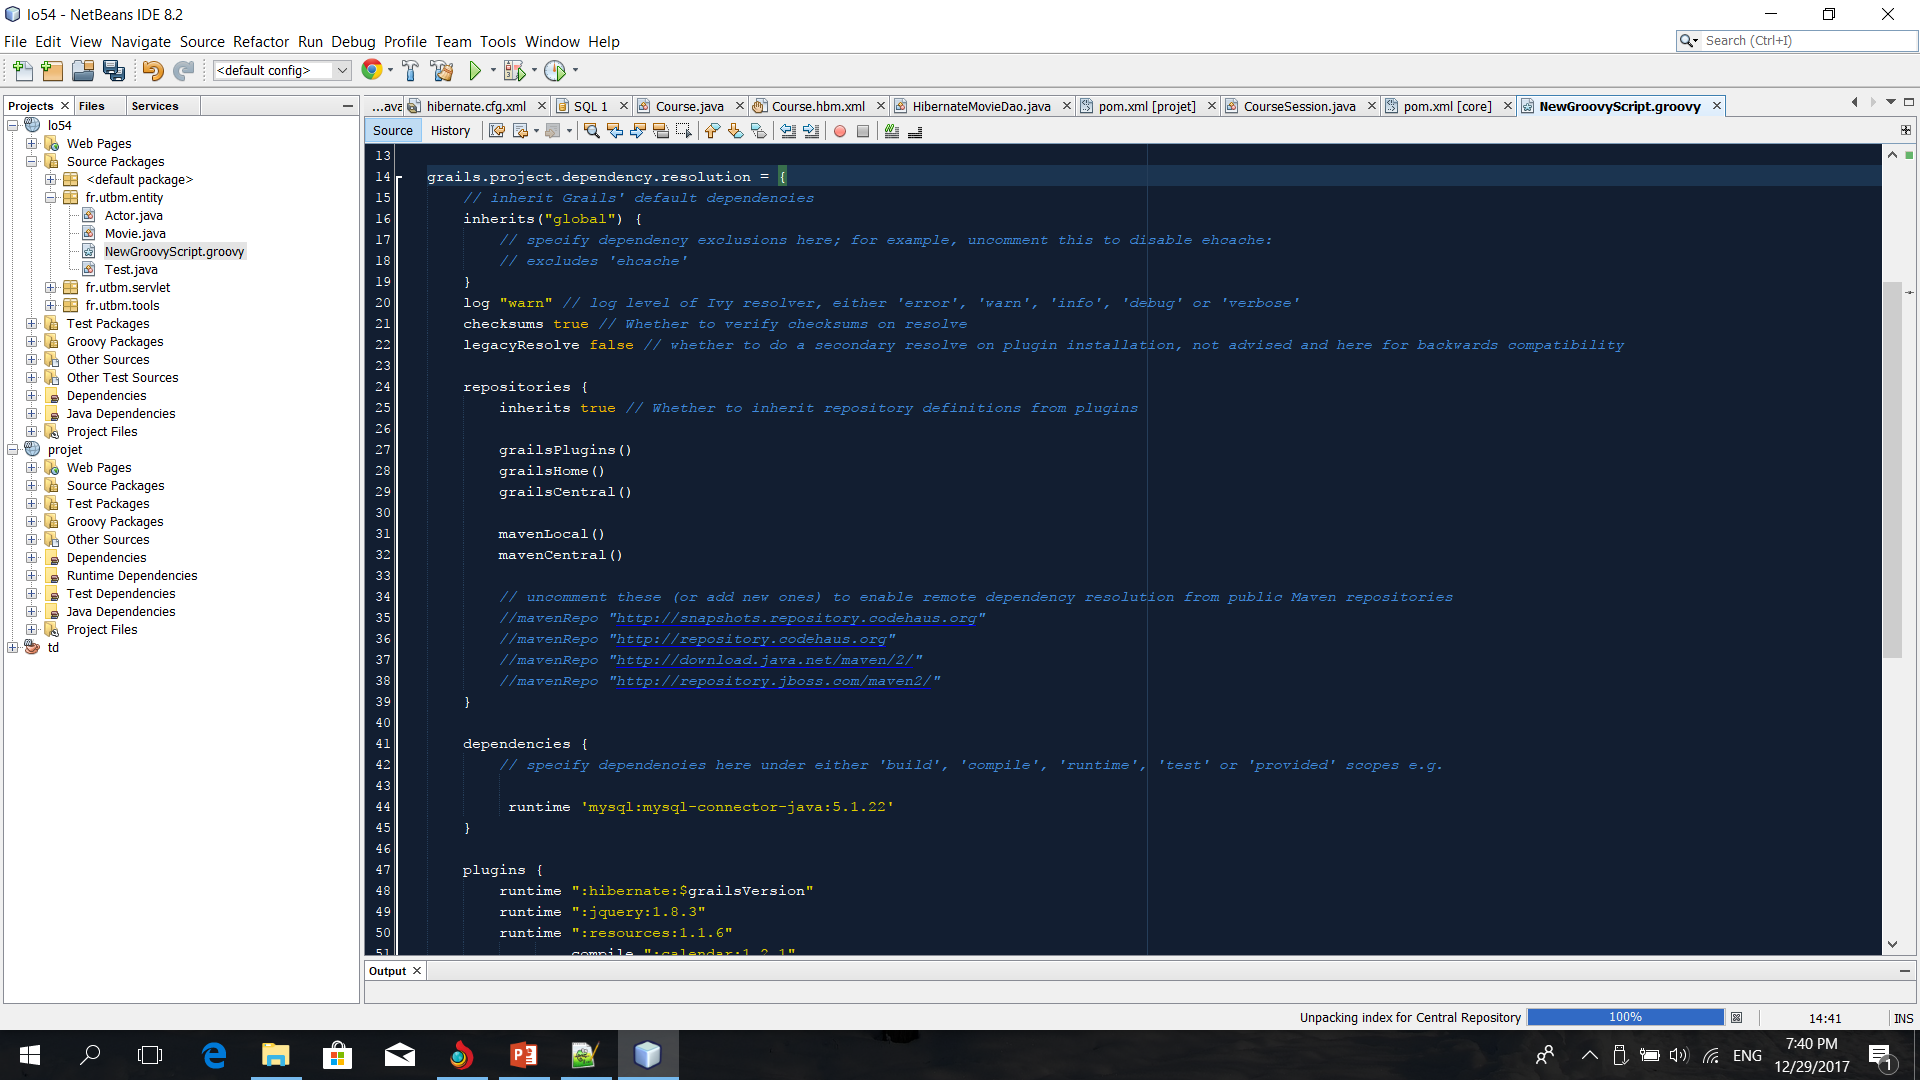 lo54 - NetBeans IDE 8.2
File Edit View Navigate Source Refactor Run Debug Profile Team Tools Window Help
Search (Ctrl+I)
<default config>
Projects Files Services
lo54
Web Pages
Source Packages
<default package>
fr.utbm.entity
Actor.java
Movie.java
NewGroovyScript.groovy
Test.java
fr.utbm.servlet
fr.utbm.tools
Test Packages
Groovy Packages
Other Sources
Other Test Sources
Dependencies
Java Dependencies
Project Files
projet
Web Pages
Source Packages
Test Packages
Groovy Packages
Other Sources
Dependencies
Runtime Dependencies
Test Dependencies
Java Dependencies
Project Files
td
...ava hibernate.cfg.xml SQL 1 Course.java Course.hbm.xml HibernateMovieDao.java pom.xml [projet] CourseSession.java pom.xml [core] NewGroovyScript.groovy
Source History
13
14 grails.project.dependency.resolution = {
15 // inherit Grails' default dependencies
16 inherits("global") {
17 // specify dependency exclusions here; for example, uncomment this to disable ehcache:
18 // excludes 'ehcache'
19 }
20 log "warn" // log level of Ivy resolver, either 'error', 'warn', 'info', 'debug' or 'verbose'
21 checksums true // Whether to verify checksums on resolve
22 legacyResolve false // whether to do a secondary resolve on plugin installation, not advised and here for backwards compatibility
23
24 repositories {
25 inherits true // Whether to inherit repository definitions from plugins
26
27 grailsPlugins()
28 grailsHome()
29 grailsCentral()
30
31 mavenLocal()
32 mavenCentral()
33
34 // uncomment these (or add new ones) to enable remote dependency resolution from public Maven repositories
35 //mavenRepo "http://snapshots.repository.codehaus.org"
36 //mavenRepo "http://repository.codehaus.org"
37 //mavenRepo "http://download.java.net/maven/2/"
38 //mavenRepo "http://repository.jboss.com/maven2/"
39 }
40
41 dependencies {
42 // specify dependencies here under either 'build', 'compile', 'runtime', 'test' or 'provided' scopes e.g.
43
44 runtime 'mysql:mysql-connector-java:5.1.22'
45 }
46
47 plugins {
48 runtime ":hibernate:$grailsVersion"
49 runtime ":jquery:1.8.3"
50 runtime ":resources:1.1.6"
51 compile ":calendar:1.2.1"
Output
Unpacking index for Central Repository 100% 14:41 INS
ENG 7:40 PM
12/29/2017
1